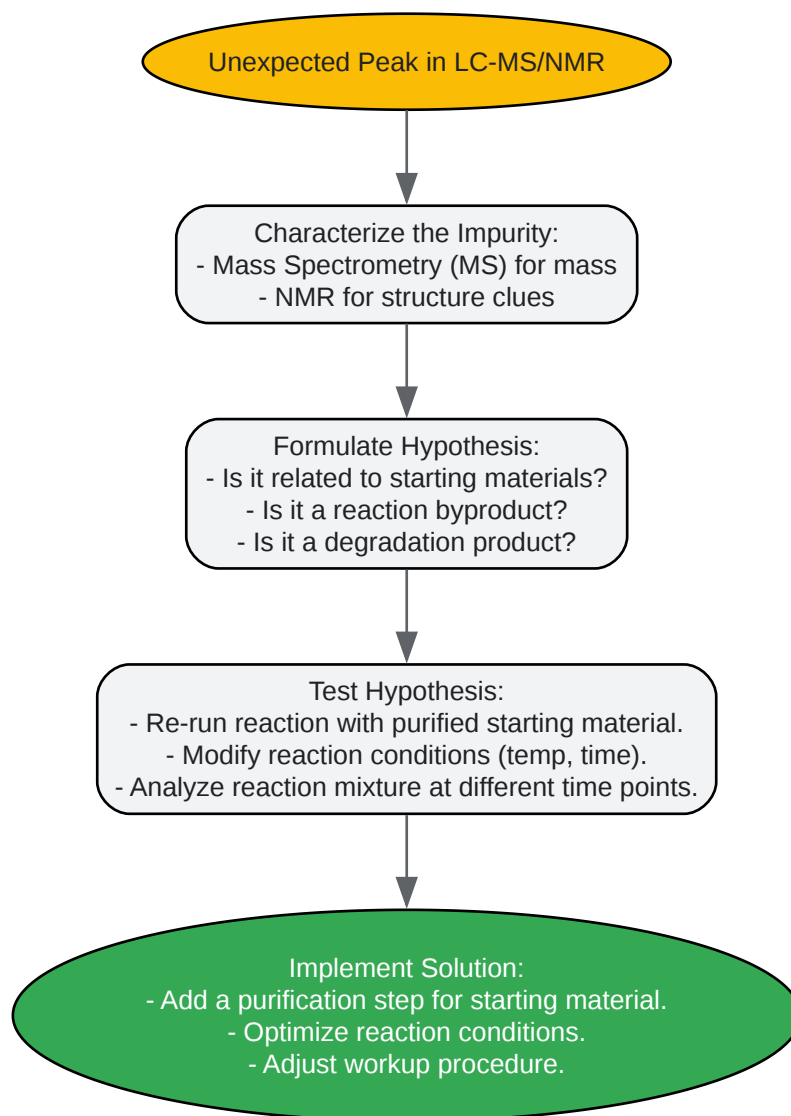 Unexpected Peak in LC-MS/NMR
Characterize the Impurity:
- Mass Spectrometry (MS) for mass
- NMR for structure clues
Formulate Hypothesis:
- Is it related to starting materials?
- Is it a reaction byproduct?
- Is it a degradation product?
Test Hypothesis:
- Re-run reaction with purified starting material.
- Modify reaction conditions (temp, time).
- Analyze reaction mixture at different time points.
Implement Solution:
- Add a purification step for starting material.
- Optimize reaction conditions.
- Adjust workup procedure.